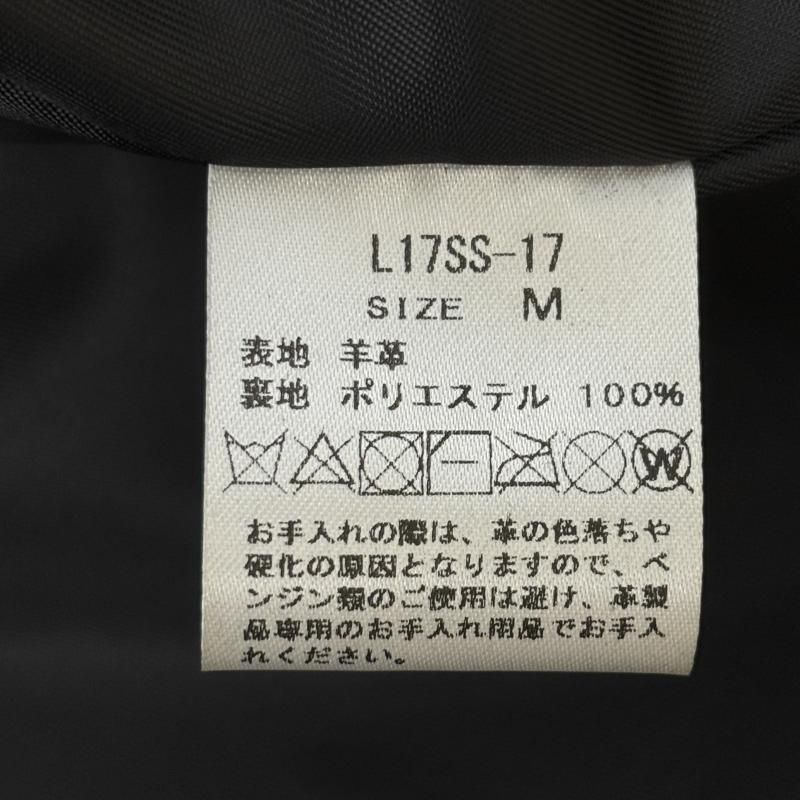 L17SS-17
SIZE M
表地 羊革
裏地 ポリエステル 100%
W
お手入れの際は、革の色落ちや
硬化の原因となりますので、ベ
ンジン類のご使用は避け、革製
品専用のお手入れ用品でお手入
れください。